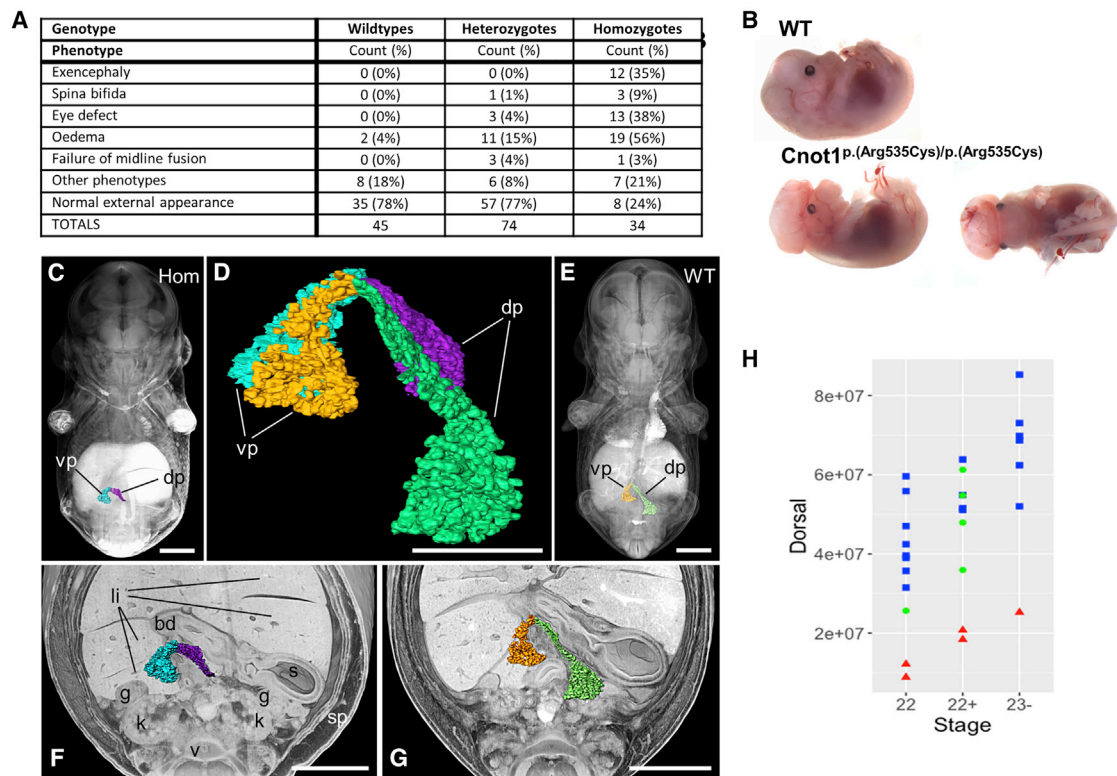 A
Genotype Wildtypes Heterozygotes Homozygotes
Phenotype Count (%) Count (%) Count (%)
Exencephaly 0 (0%) 0 (0%) 12 (35%)
Spina bifida 0 (0%) 1 (1%) 3 (9%)
Eye defect 0 (0%) 3 (4%) 13 (38%)
Oedema 2 (4%) 11 (15%) 19 (56%)
Failure of midline fusion 0 (0%) 3 (4%) 1 (3%)
Other phenotypes 8 (18%) 6 (8%) 7 (21%)
Normal external appearance 35 (78%) 57 (77%) 8 (24%)
TOTALS 45 74 34
B
WT
Cnot1p.(Arg535Cys)/p.(Arg535Cys)
C Hom
vp dp
D
dp
vp
E WT
vp dp
F
li
bd
s
g g
k k
sp
v
G
H
8e+07
6e+07
4e+07
2e+07
Dorsal
22 22+ 23-
Stage